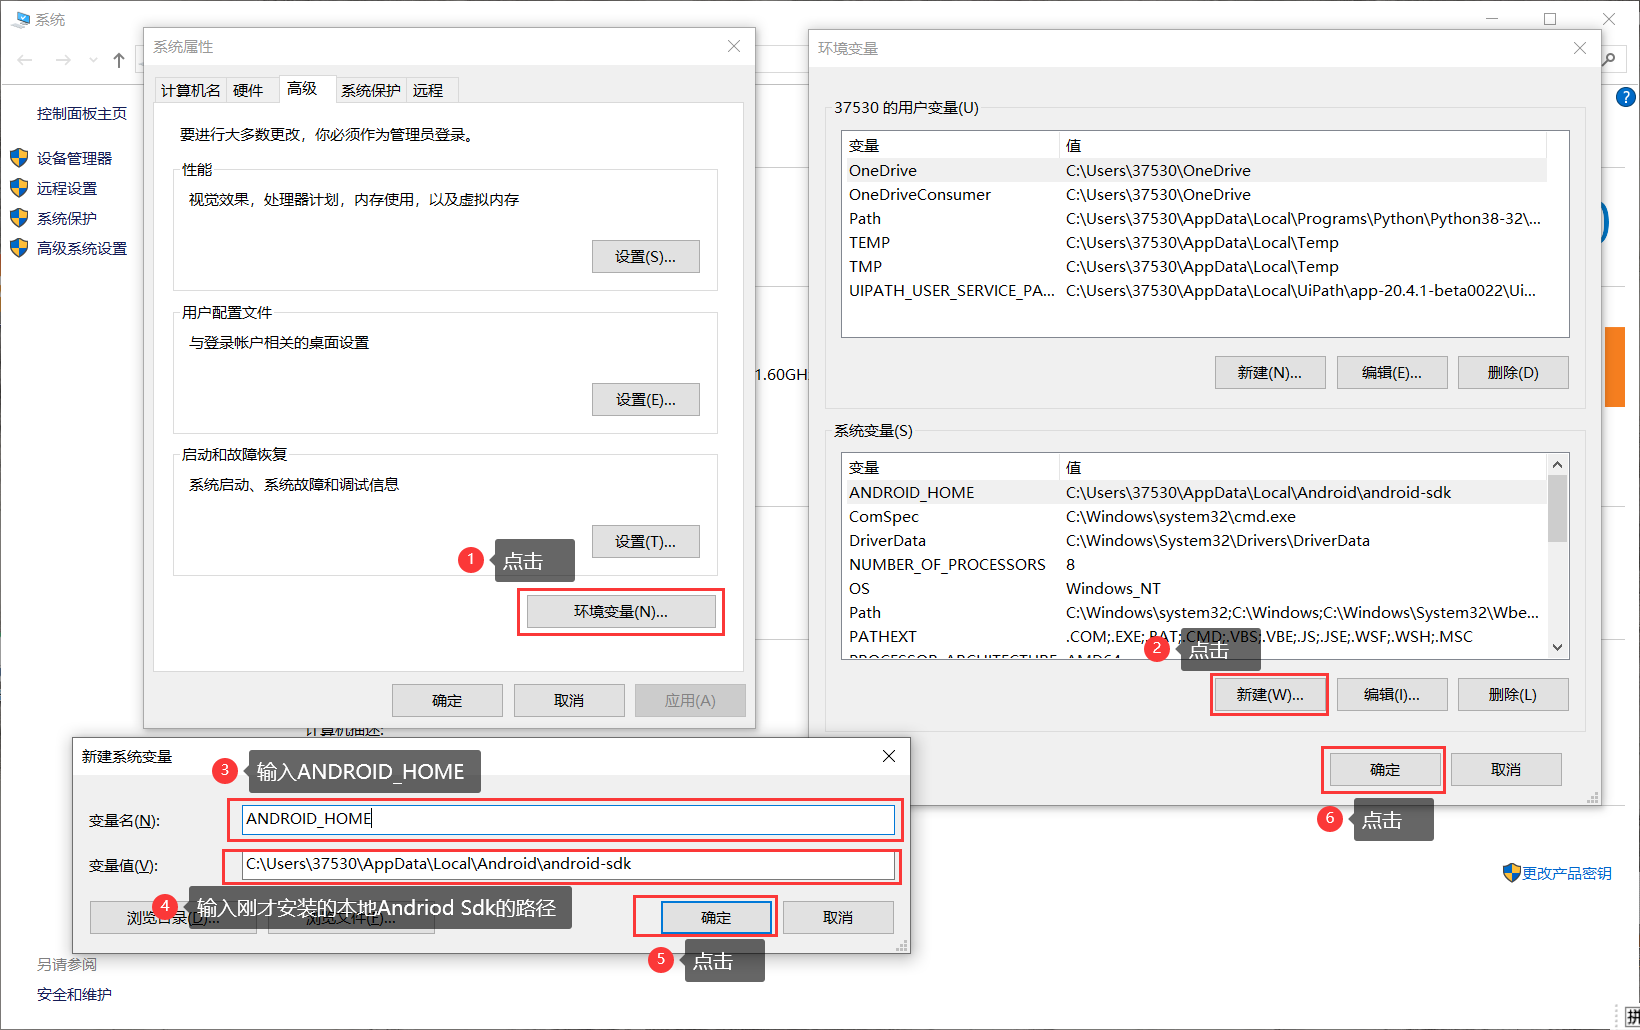 系统
控制面板主页
设备管理器
远程设置
系统保护
高级系统设置
1.60GH
计算机描述:
更改产品密钥
另请参阅
安全和维护
?
拼
系统属性
计算机名 硬件 高级 系统保护 远程
要进行大多数更改，你必须作为管理员登录。
性能
视觉效果，处理器计划，内存使用，以及虚拟内存
设置(S)...
用户配置文件
与登录帐户相关的桌面设置
设置(E)...
启动和故障恢复
系统启动、系统故障和调试信息
设置(T)...
1 点击
环境变量(N)...
确定 取消 应用(A)
环境变量
37530 的用户变量(U)
变量 值
OneDrive C:\Users\37530\OneDrive
OneDriveConsumer C:\Users\37530\OneDrive
Path C:\Users\37530\AppData\Local\Programs\Python\Python38-32\...
TEMP C:\Users\37530\AppData\Local\Temp
TMP C:\Users\37530\AppData\Local\Temp
UIPATH_USER_SERVICE_PA... C:\Users\37530\AppData\Local\UiPath\app-20.4.1-beta0022\Ui...
新建(N)... 编辑(E)... 删除(D)
系统变量(S)
变量 值
ANDROID_HOME C:\Users\37530\AppData\Local\Android\android-sdk
ComSpec C:\Windows\system32\cmd.exe
DriverData C:\Windows\System32\Drivers\DriverData
NUMBER_OF_PROCESSORS 8
OS Windows_NT
Path C:\Windows\system32;C:\Windows;C:\Windows\System32\Wbe...
PATHEXT .COM;.EXE;.BAT;.CMD;.VBS;.VBE;.JS;.JSE;.WSF;.WSH;.MSC
PROCESSOR_ARCHITECTURE AMD64
2 点击
新建(W)... 编辑(I)... 删除(L)
确定 取消
6 点击
新建系统变量
3 输入ANDROID_HOME
变量名(N): ANDROID_HOME
变量值(V): C:\Users\37530\AppData\Local\Android\android-sdk
4 输入刚才安装的本地Andriod Sdk的路径
浏览目录(D)... 浏览文件(F)... 确定 取消
5 点击